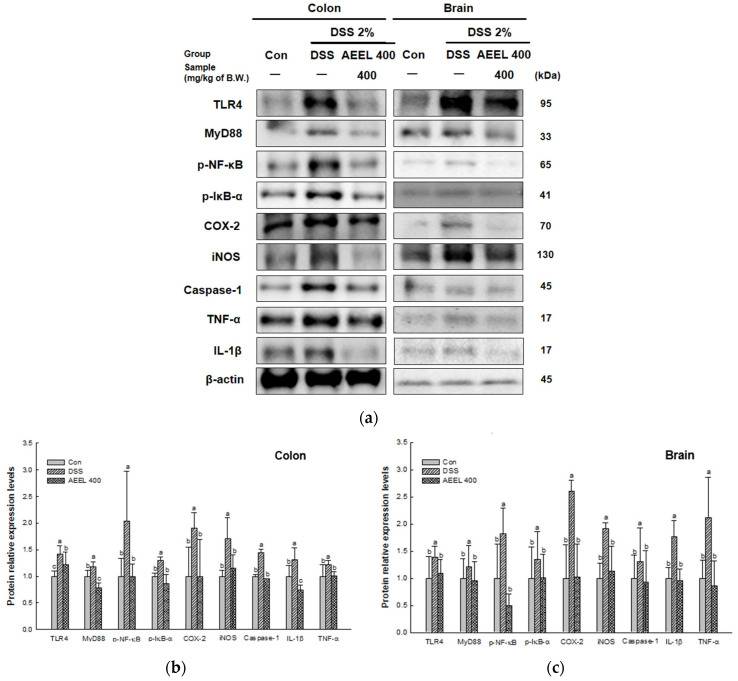 Colon Brain
DSS 2% DSS 2%
Group Con DSS AEEL 400 Con DSS AEEL 400
Sample
(mg/kg of B.W.) — — 400 — — 400 (kDa)
TLR4 95
MyD88 33
p-NF-κB 65
p-IκB-α 41
COX-2 70
iNOS 130
Caspase-1 45
TNF-α 17
IL-1β 17
β-actin 45
(a)
Colon
Protein relative expression levels
3.5
3.0
2.5
2.0
1.5
1.0
0.5
0.0
Con
DSS
AEEL 400
c a b b a c b a b b a b b a b b a b b a b b a c b a b
TLR4 MyD88 p-NF-κB p-IκB-α COX-2 iNOS Caspase-1 IL-1β TNF-α
(b)
Brain
Protein relative expression levels
3.5
3.0
2.5
2.0
1.5
1.0
0.5
0.0
Con
DSS
AEEL 400
b a b b a b b a c b a b b a b b a b b a b b a b b a b
TLR4 MyD88 p-NF-κB p-IκB-α COX-2 iNOS Caspase-1 IL-1β TNF-α
(c)